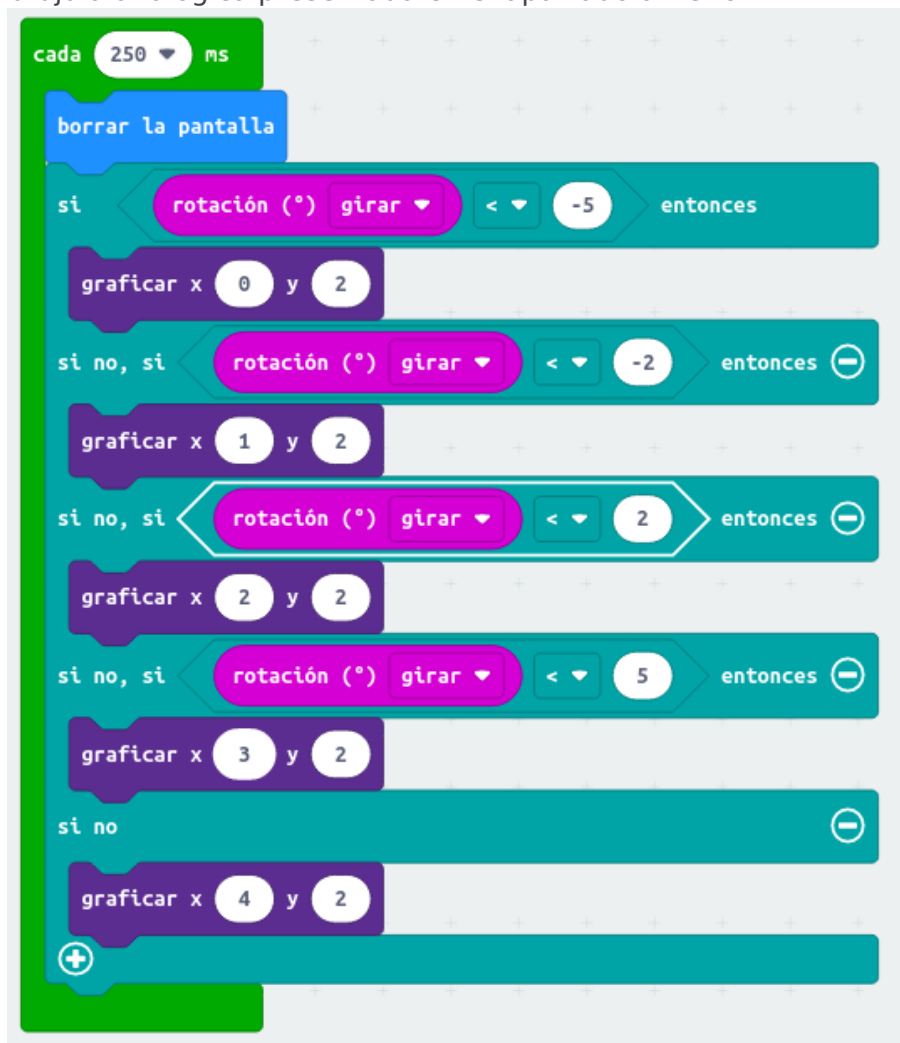 cada 250 ms
borrar la pantalla
si rotación (°) girar < -5 entonces
graficar x 0 y 2
si no, si rotación (°) girar < -2 entonces
graficar x 1 y 2
si no, si rotación (°) girar < 2 entonces
graficar x 2 y 2
si no, si rotación (°) girar < 5 entonces
graficar x 3 y 2
si no
graficar x 4 y 2